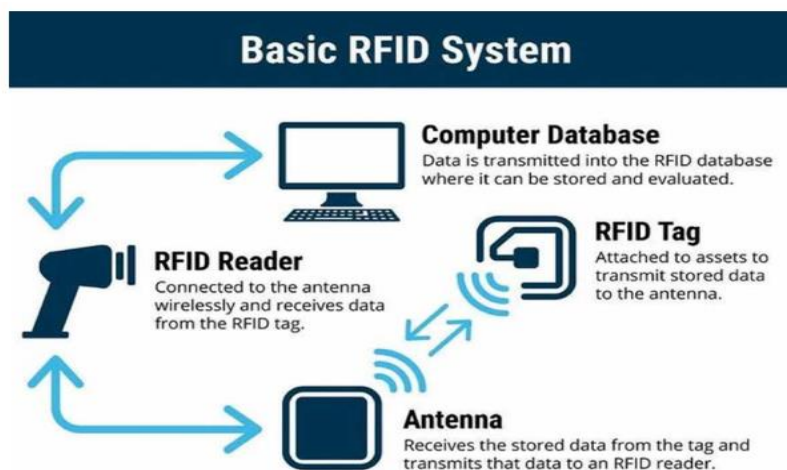 Basic RFID System
Computer Database
Data is transmitted into the RFID database
where it can be stored and evaluated.
RFID Tag
Attached to assets to
transmit stored data
to the antenna.
RFID Reader
Connected to the antenna
wirelessly and receives data
from the RFID tag.
Antenna
Receives the stored data from the tag and
transmits that data to an RFID reader.